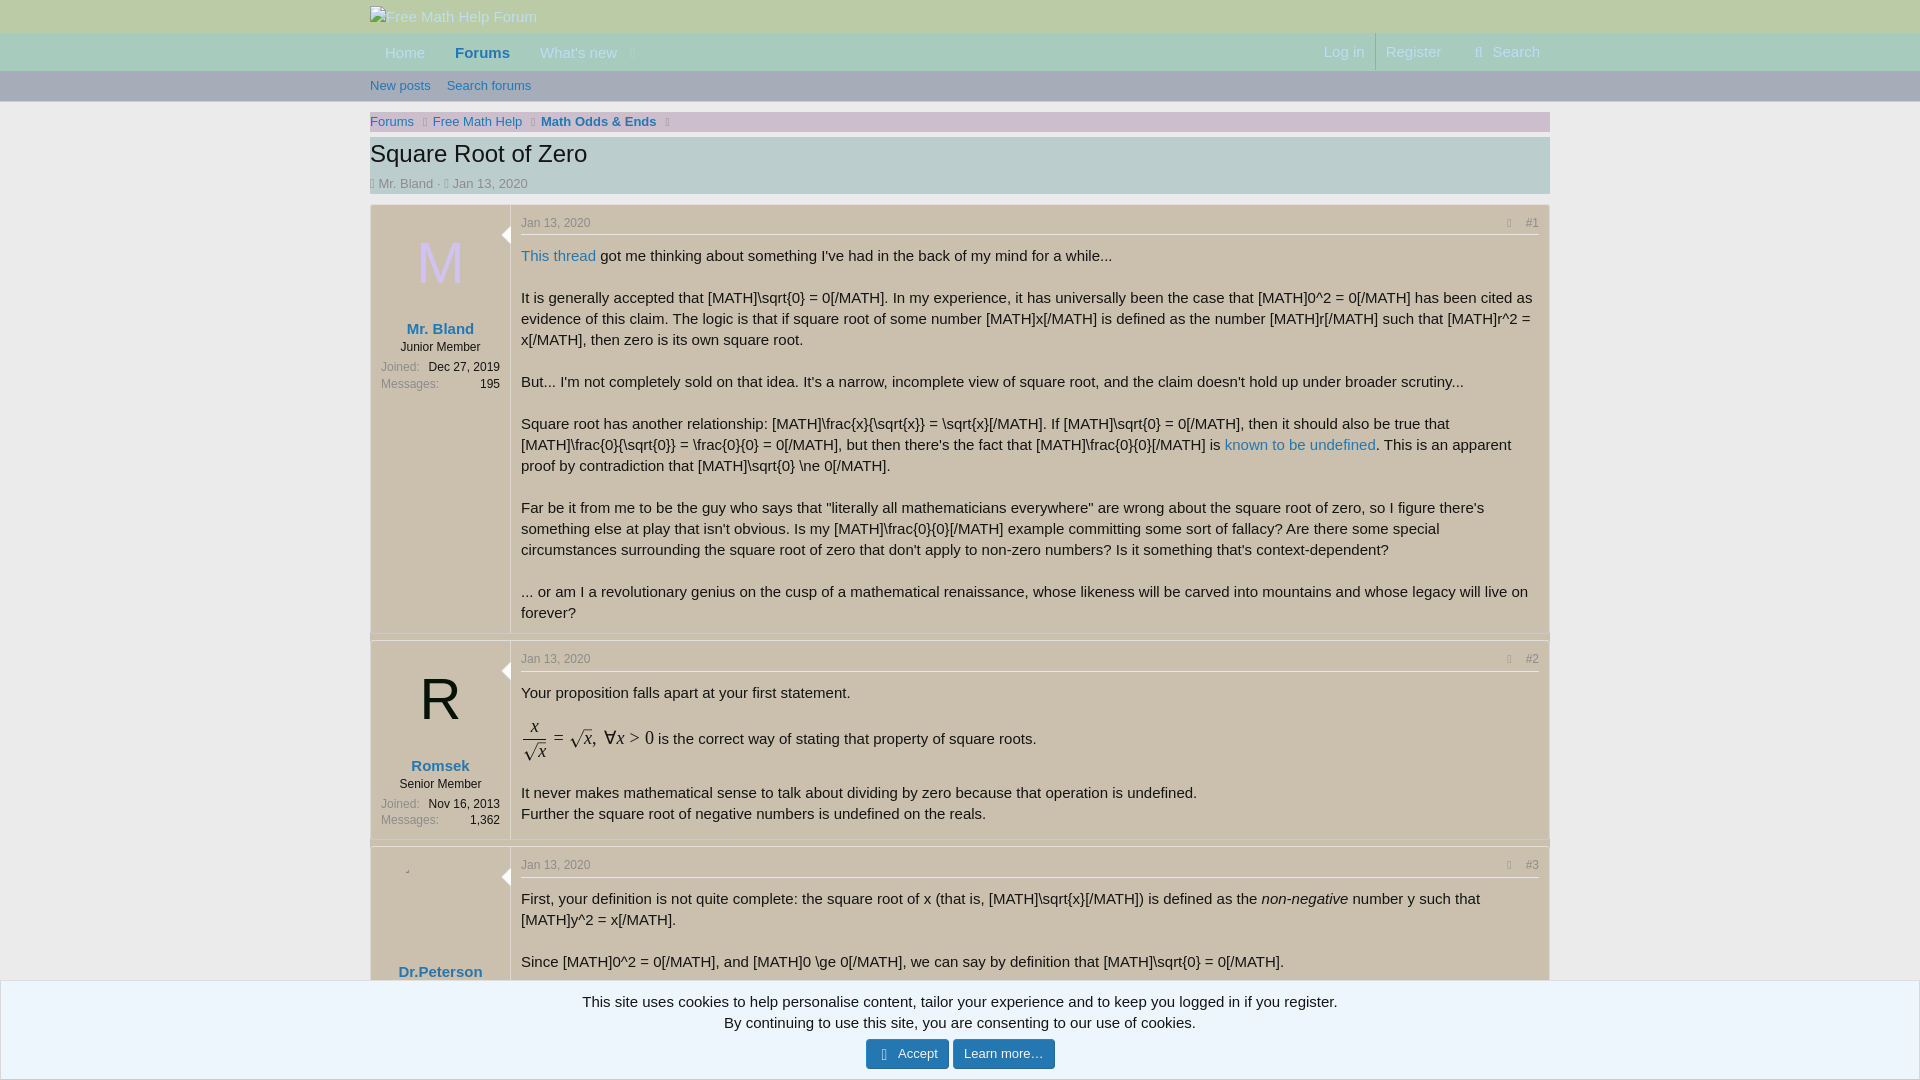 Free Math Help Forum
Home Forums What's new Log in Register Search
New posts Search forums
Forums Free Math Help Math Odds & Ends
Square Root of Zero
Mr. Bland · Jan 13, 2020
Jan 13, 2020 #1
M
Mr. Bland
Junior Member
Joined: Dec 27, 2019
Messages: 195
This thread got me thinking about something I've had in the back of my mind for a while...
It is generally accepted that [MATH]\sqrt{0} = 0[/MATH]. In my experience, it has universally been the case that [MATH]0^2 = 0[/MATH] has been cited as
evidence of this claim. The logic is that if square root of some number [MATH]x[/MATH] is defined as the number [MATH]r[/MATH] such that [MATH]r^2 =
x[/MATH], then zero is its own square root.
But... I'm not completely sold on that idea. It's a narrow, incomplete view of square root, and the claim doesn't hold up under broader scrutiny...
Square root has another relationship: [MATH]\frac{x}{\sqrt{x}} = \sqrt{x}[/MATH]. If [MATH]\sqrt{0} = 0[/MATH], then it should also be true that
[MATH]\frac{0}{\sqrt{0}} = \frac{0}{0} = 0[/MATH], but then there's the fact that [MATH]\frac{0}{0}[/MATH] is known to be undefined. This is an apparent
proof by contradiction that [MATH]\sqrt{0} \ne 0[/MATH].
Far be it from me to be the guy who says that "literally all mathematicians everywhere" are wrong about the square root of zero, so I figure there's
something else at play that isn't obvious. Is my [MATH]\frac{0}{0}[/MATH] example committing some sort of fallacy? Are there some special
circumstances surrounding the square root of zero that don't apply to non-zero numbers? Is it something that's context-dependent?
... or am I a revolutionary genius on the cusp of a mathematical renaissance, whose likeness will be carved into mountains and whose legacy will live on
forever?
Jan 13, 2020 #2
R
Romsek
Senior Member
Joined: Nov 16, 2013
Messages: 1,362
Your proposition falls apart at your first statement.
x/√x = √x, ∀x > 0 is the correct way of stating that property of square roots.
It never makes mathematical sense to talk about dividing by zero because that operation is undefined.
Further the square root of negative numbers is undefined on the reals.
Jan 13, 2020 #3
Dr.Peterson
First, your definition is not quite complete: the square root of x (that is, [MATH]\sqrt{x}[/MATH]) is defined as the non-negative number y such that
[MATH]y^2 = x[/MATH].
Since [MATH]0^2 = 0[/MATH], and [MATH]0 \ge 0[/MATH], we can say by definition that [MATH]\sqrt{0} = 0[/MATH].
This site uses cookies to help personalise content, tailor your experience and to keep you logged in if you register.
By continuing to use this site, you are consenting to our use of cookies.
Accept Learn more…